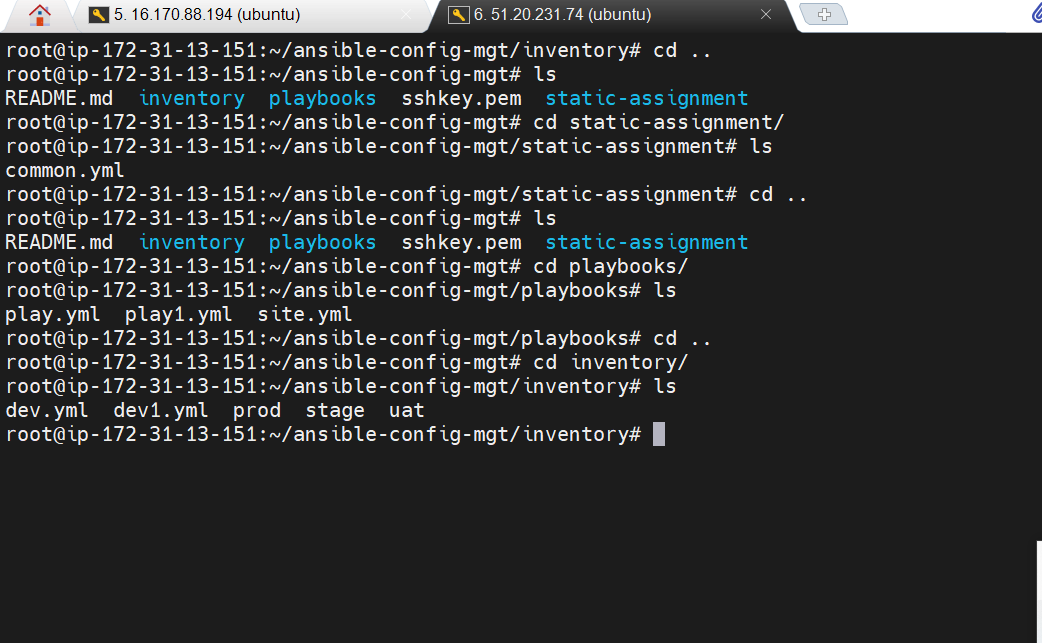 5. 16.170.88.194 (ubuntu)
6. 51.20.231.74 (ubuntu)
root@ip-172-31-13-151:~/ansible-config-mgt/inventory# cd ..
root@ip-172-31-13-151:~/ansible-config-mgt# ls
README.md  inventory  playbooks  sshkey.pem  static-assignment
root@ip-172-31-13-151:~/ansible-config-mgt# cd static-assignment/
root@ip-172-31-13-151:~/ansible-config-mgt/static-assignment# ls
common.yml
root@ip-172-31-13-151:~/ansible-config-mgt/static-assignment# cd ..
root@ip-172-31-13-151:~/ansible-config-mgt# ls
README.md  inventory  playbooks  sshkey.pem  static-assignment
root@ip-172-31-13-151:~/ansible-config-mgt# cd playbooks/
root@ip-172-31-13-151:~/ansible-config-mgt/playbooks# ls
play.yml  play1.yml  site.yml
root@ip-172-31-13-151:~/ansible-config-mgt/playbooks# cd ..
root@ip-172-31-13-151:~/ansible-config-mgt# cd inventory/
root@ip-172-31-13-151:~/ansible-config-mgt/inventory# ls
dev.yml  dev1.yml  prod  stage  uat
root@ip-172-31-13-151:~/ansible-config-mgt/inventory#